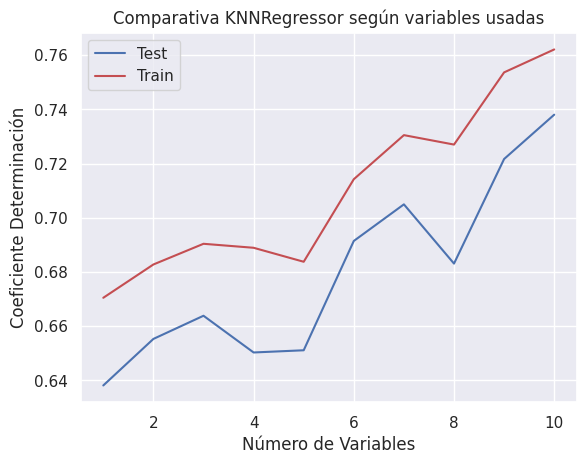 Comparativa KNNRegressor según variables usadas
Test
Train
Coeficiente Determinación
0.76
0.74
0.72
0.70
0.68
0.66
0.64
2
4
6
8
10
Número de Variables